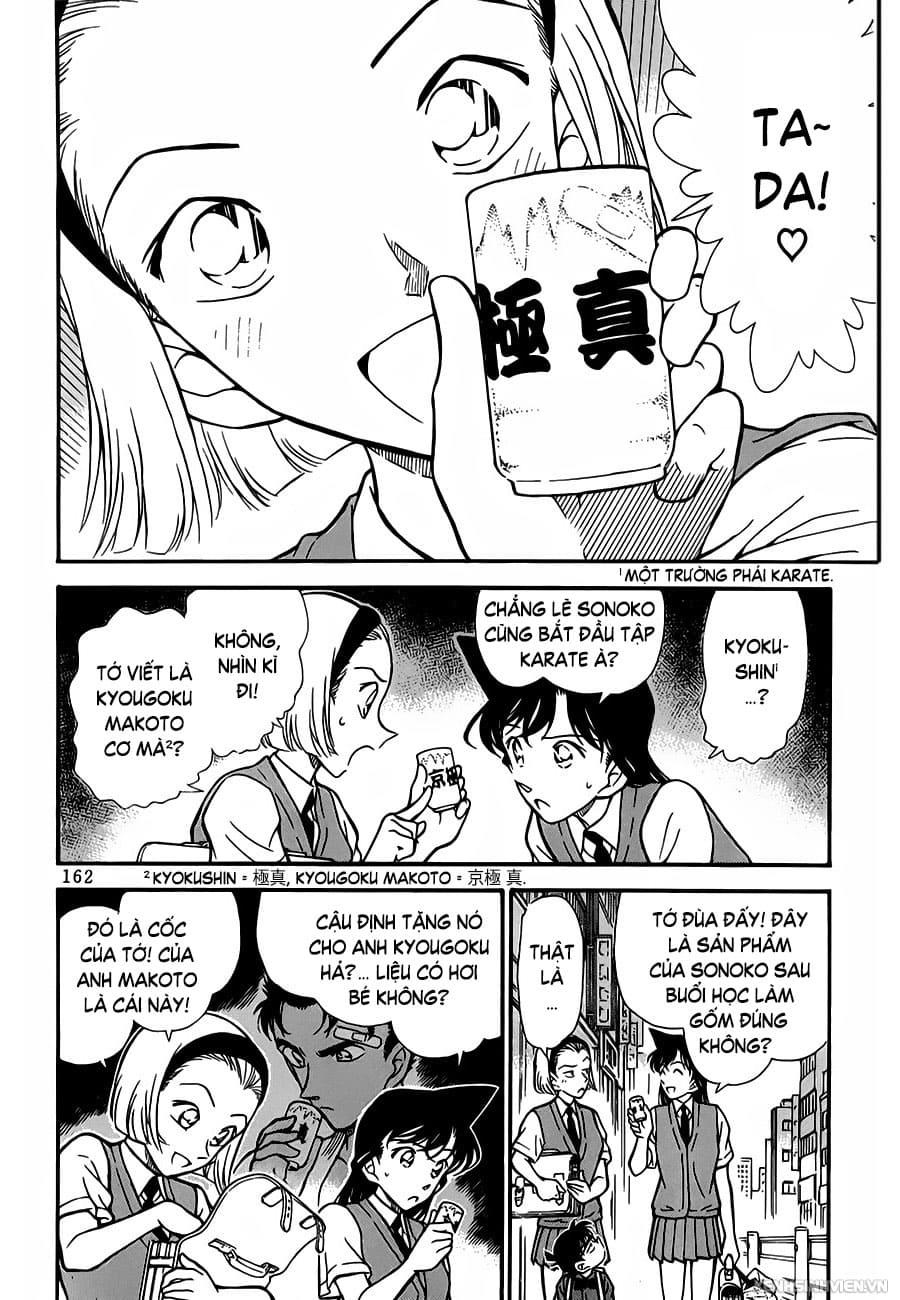 TA~
DA!
♡
極真
¹MỘT TRƯỜNG PHÁI KARATE.
KYOKU-
SHIN¹
...?
CHẲNG LẼ SONOKO
CŨNG BẮT ĐẦU TẬP
KARATE À?
KHÔNG,
NHÌN KĨ
ĐI!
TỚ VIẾT LÀ
KYOUGOKU
MAKOTO
CƠ MÀ²?
京極
162
²KYOKUSHIN = 極真, KYOUGOKU MAKOTO = 京極 真.
TỚ ĐÙA ĐẤY! ĐÂY
LÀ SẢN PHẨM
CỦA SONOKO SAU
BUỔI HỌC LÀM
GỐM ĐÚNG
KHÔNG?
THẬT
LÀ
...
CẬU ĐỊNH TẶNG NÓ
CHO ANH KYOUGOKU
HẢ?... LIỆU CÓ HƠI
BÉ KHÔNG?
ĐÓ LÀ CỐC
CỦA TỚ! CỦA
ANH MAKOTO
LÀ CÁI NÀY!